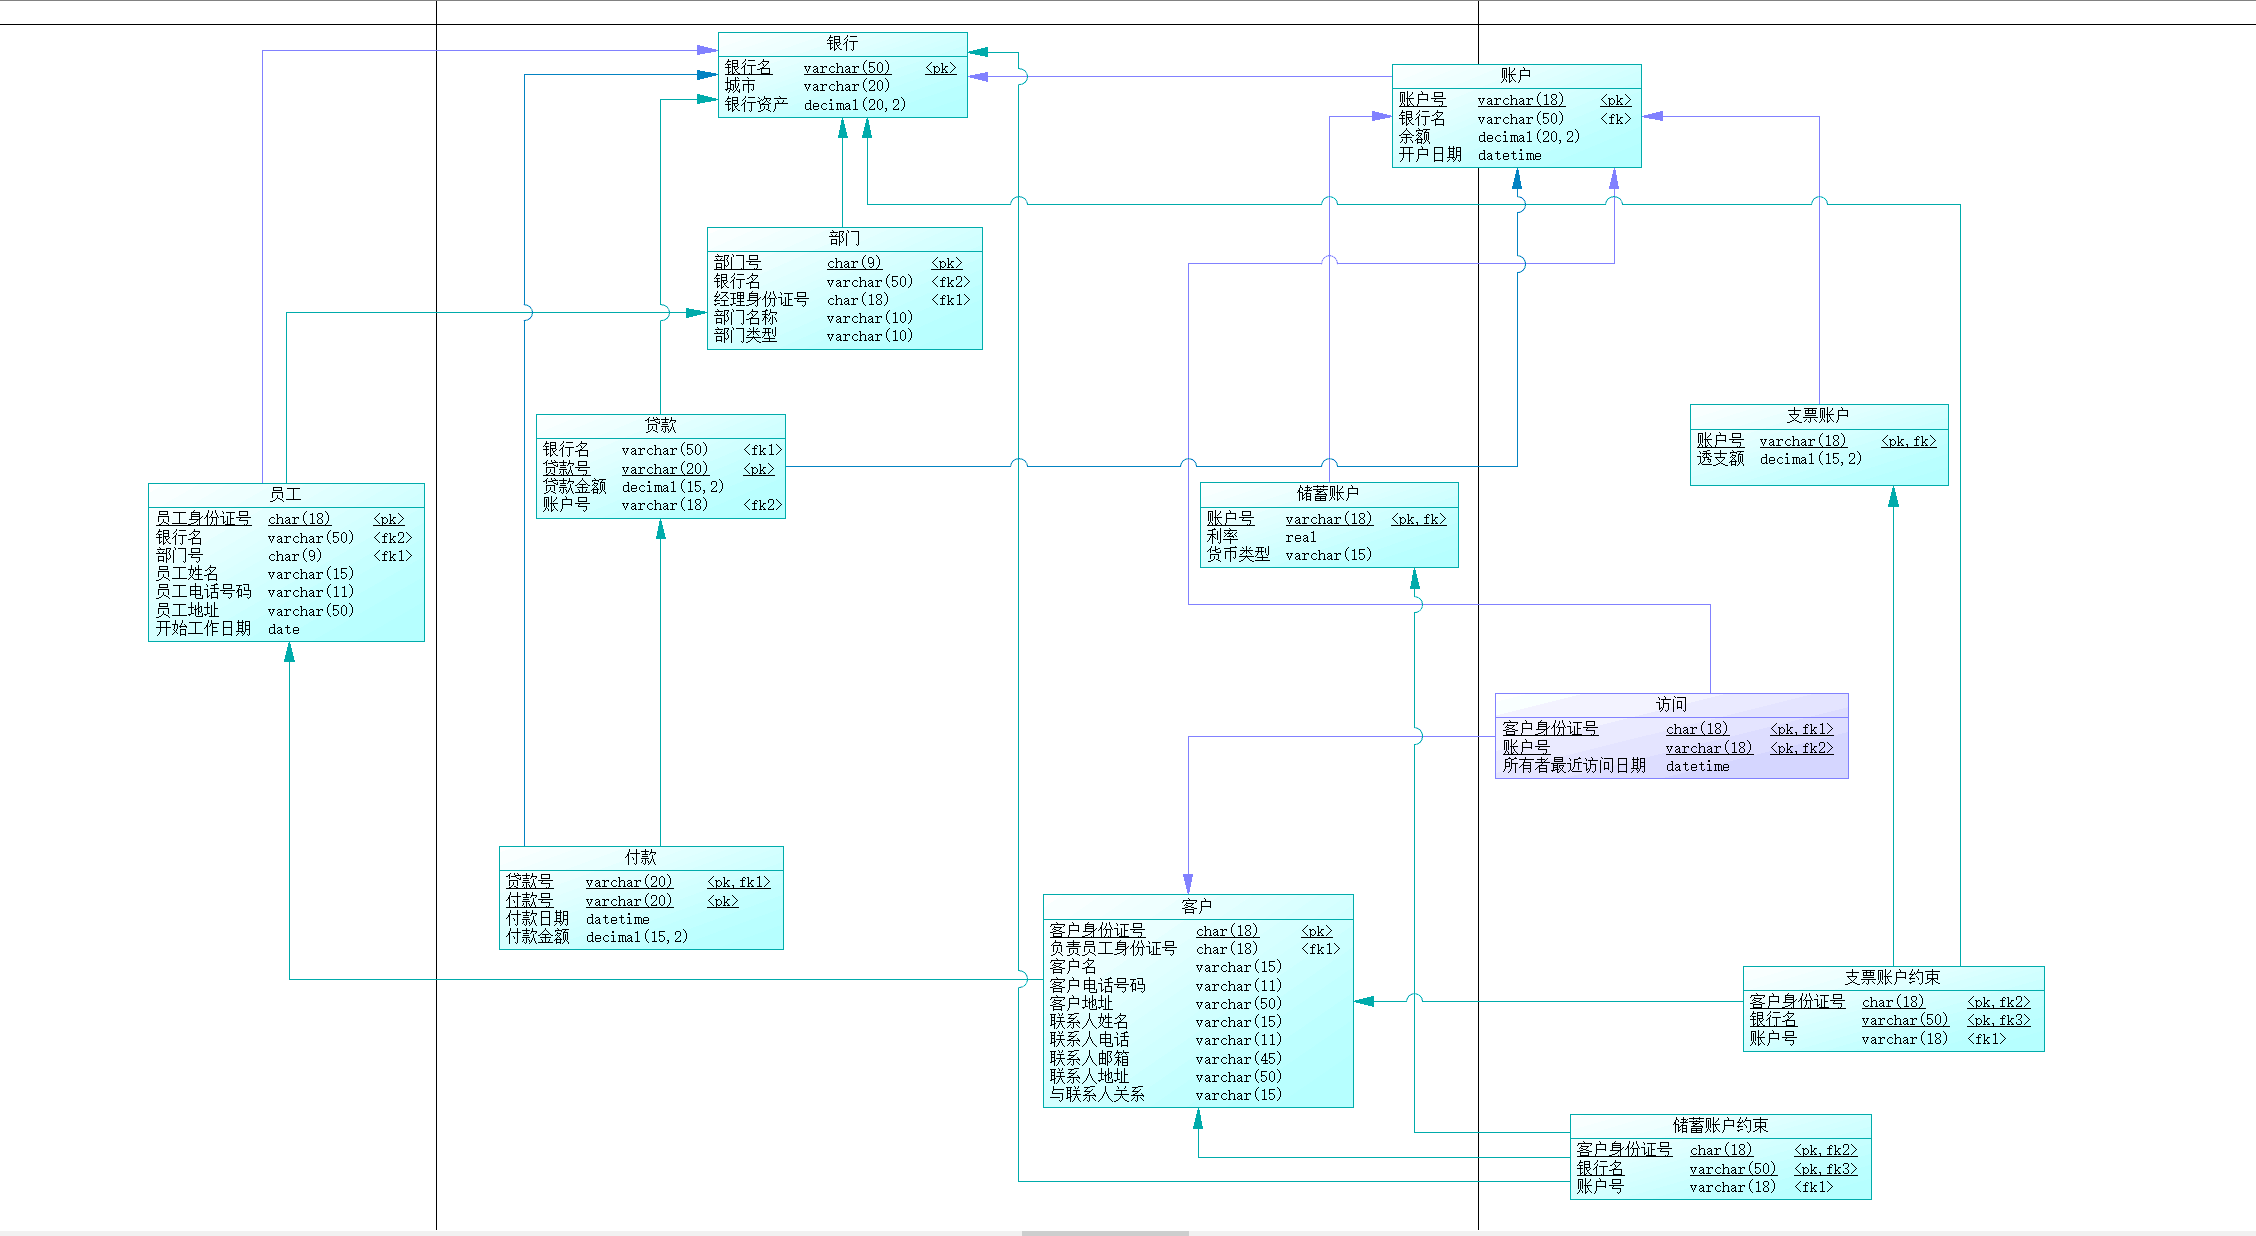 银行
银行名 varchar(50) <pk>
城市 varchar(20)
银行资产 decimal(20,2)
账户
账户号 varchar(18) <pk>
银行名 varchar(50) <fk>
余额 decimal(20,2)
开户日期 datetime
部门
部门号 char(9) <pk>
银行名 varchar(50) <fk2>
经理身份证号 char(18) <fk1>
部门名称 varchar(10)
部门类型 varchar(10)
贷款
银行名 varchar(50) <fk1>
贷款号 varchar(20) <pk>
贷款金额 decimal(15,2)
账户号 varchar(18) <fk2>
支票账户
账户号 varchar(18) <pk,fk>
透支额 decimal(15,2)
员工
员工身份证号 char(18) <pk>
银行名 varchar(50) <fk2>
部门号 char(9) <fk1>
员工姓名 varchar(15)
员工电话号码 varchar(11)
员工地址 varchar(50)
开始工作日期 date
储蓄账户
账户号 varchar(18) <pk,fk>
利率 real
货币类型 varchar(15)
访问
客户身份证号 char(18) <pk,fk1>
账户号 varchar(18) <pk,fk2>
所有者最近访问日期 datetime
付款
贷款号 varchar(20) <pk,fk1>
付款号 varchar(20) <pk>
付款日期 datetime
付款金额 decimal(15,2)
客户
客户身份证号 char(18) <pk>
负责员工身份证号 char(18) <fk1>
客户名 varchar(15)
客户电话号码 varchar(11)
客户地址 varchar(50)
联系人姓名 varchar(15)
联系人电话 varchar(11)
联系人邮箱 varchar(45)
联系人地址 varchar(50)
与联系人关系 varchar(15)
支票账户约束
客户身份证号 char(18) <pk,fk2>
银行名 varchar(50) <pk,fk3>
账户号 varchar(18) <fk1>
储蓄账户约束
客户身份证号 char(18) <pk,fk2>
银行名 varchar(50) <pk,fk3>
账户号 varchar(18) <fk1>